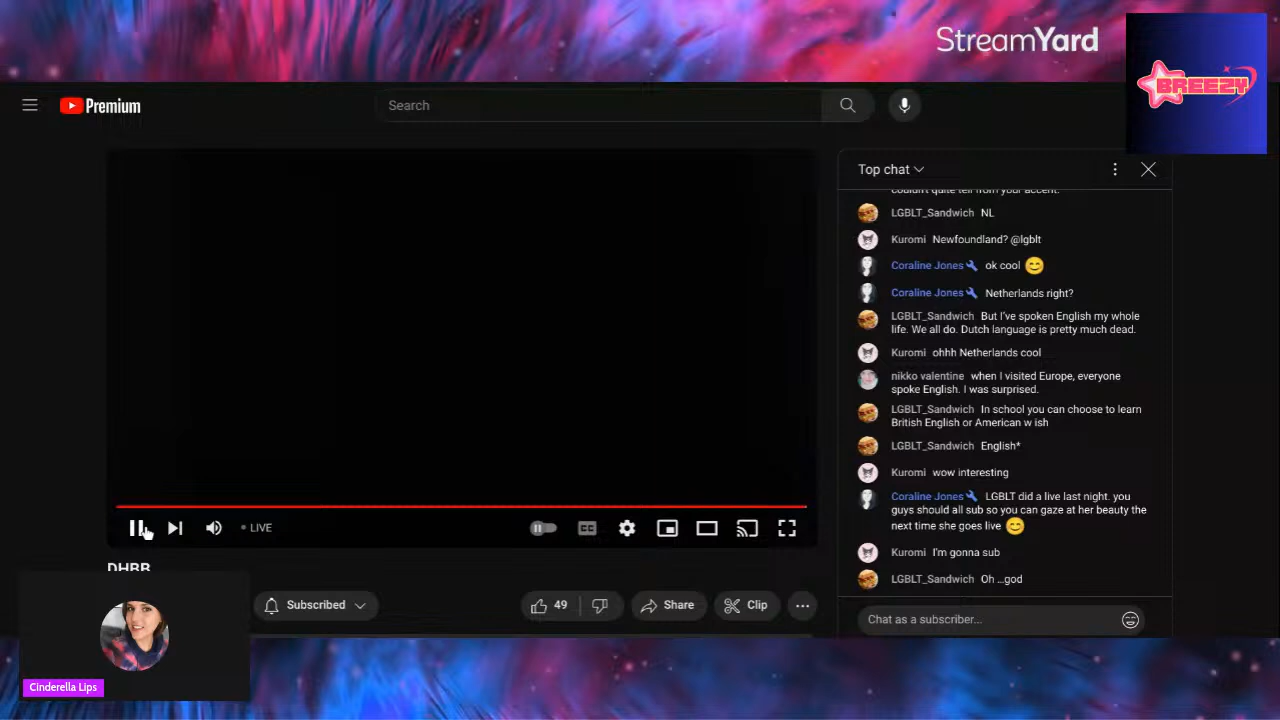 StreamYard
BREEZY
Premium
Search
Top chat
couldn't quite tell from your accent.
LGBLT_Sandwich NL
Kuromi Newfoundland? @lgblt
Coraline Jones ok cool 😊
Coraline Jones Netherlands right?
LGBLT_Sandwich But I've spoken English my whole
life. We all do. Dutch language is pretty much dead.
Kuromi ohhh Netherlands cool
nikko valentine when I visited Europe, everyone
spoke English. I was surprised.
LGBLT_Sandwich In school you can choose to learn
British English or American w ish
LGBLT_Sandwich English*
Kuromi wow interesting
Coraline Jones LGBLT did a live last night. you
guys should all sub so you can gaze at her beauty the
next time she goes live 😊
Kuromi I'm gonna sub
LGBLT_Sandwich Oh ...god
Chat as a subscriber...
LIVE
CC
DHRR
Subscribed
49
Share
Clip
Cinderella Lips